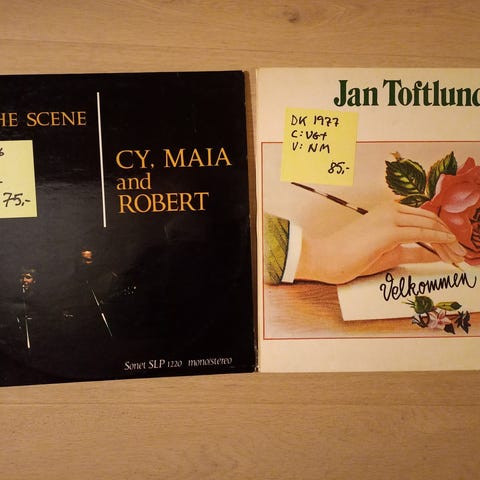 HE SCENE
75,-
CY, MAIA
and
ROBERT
Sonet SLP 1220 mono/stereo
Jan Toftlund
DK 1977
C: VG+
V: NM
85,-
Velkommen